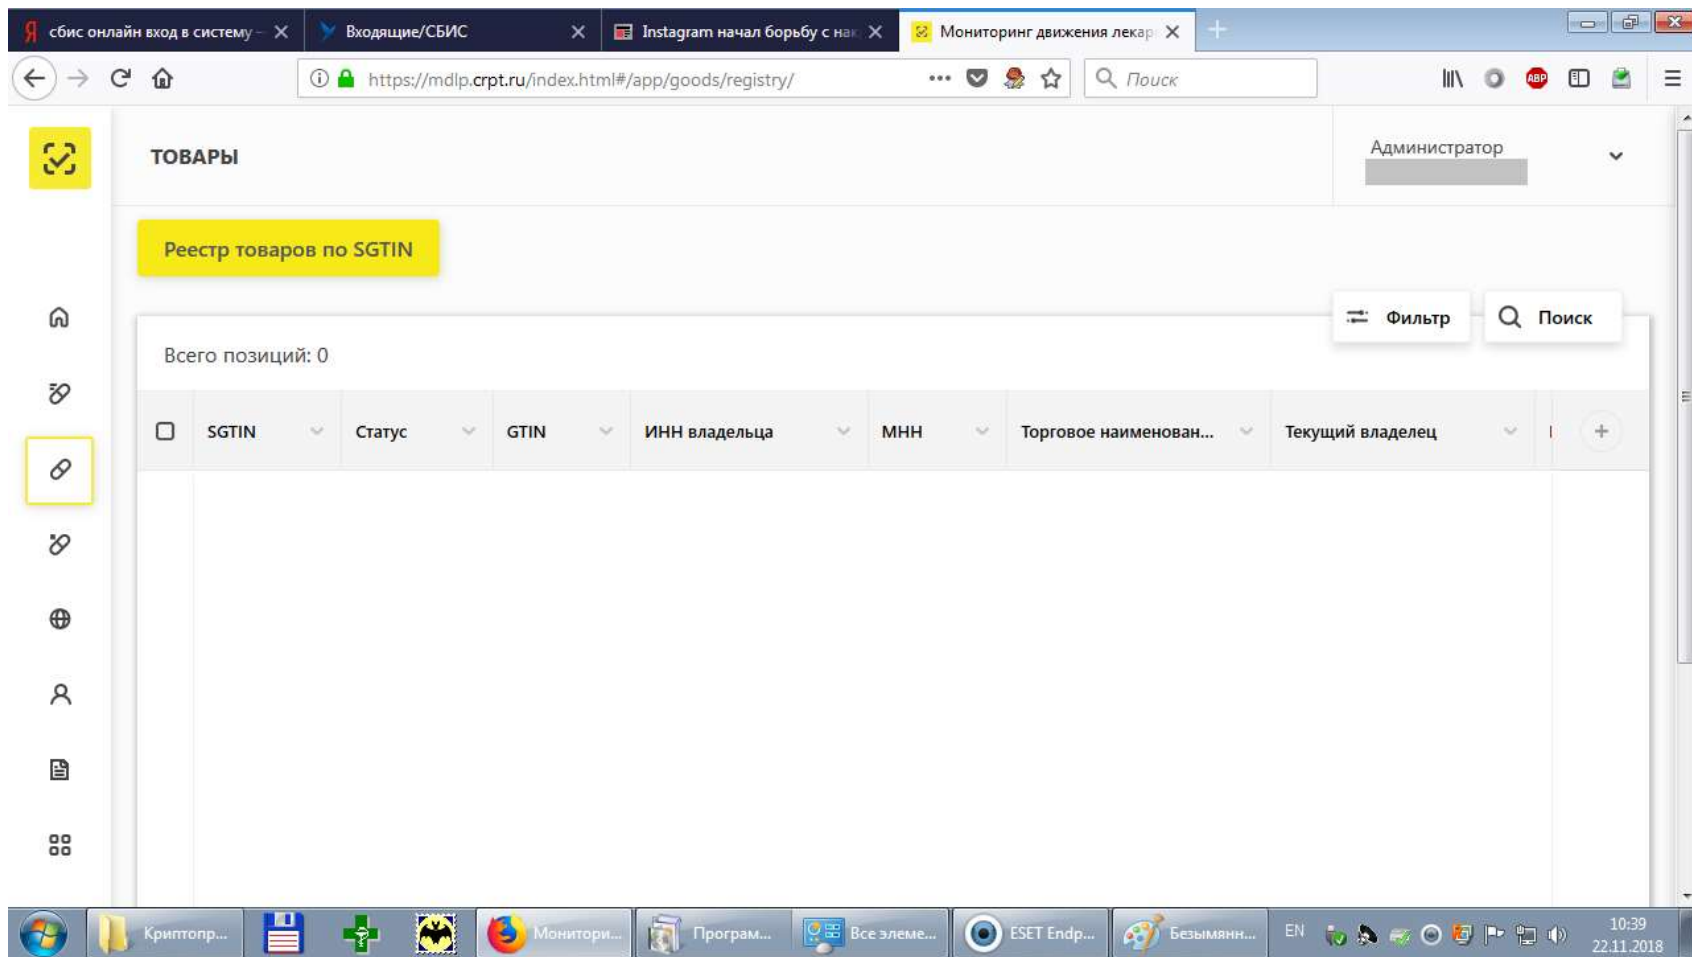 Я сбис онлайн вход в систему –
Входящие/СБИС
Instagram начал борьбу с нак
Мониторинг движения лекар
https://mdlp.crpt.ru/index.html#/app/goods/registry/
Поиск
ABP
ТОВАРЫ
Администратор
Реестр товаров по SGTIN
Фильтр
Поиск
Всего позиций: 0
SGTIN
Статус
GTIN
ИНН владельца
МНН
Торговое наименован...
Текущий владелец
Криптопр...
Монитори...
Програм...
Все элеме...
ESET Endp...
Безымянн...
EN
10:39
22.11.2018